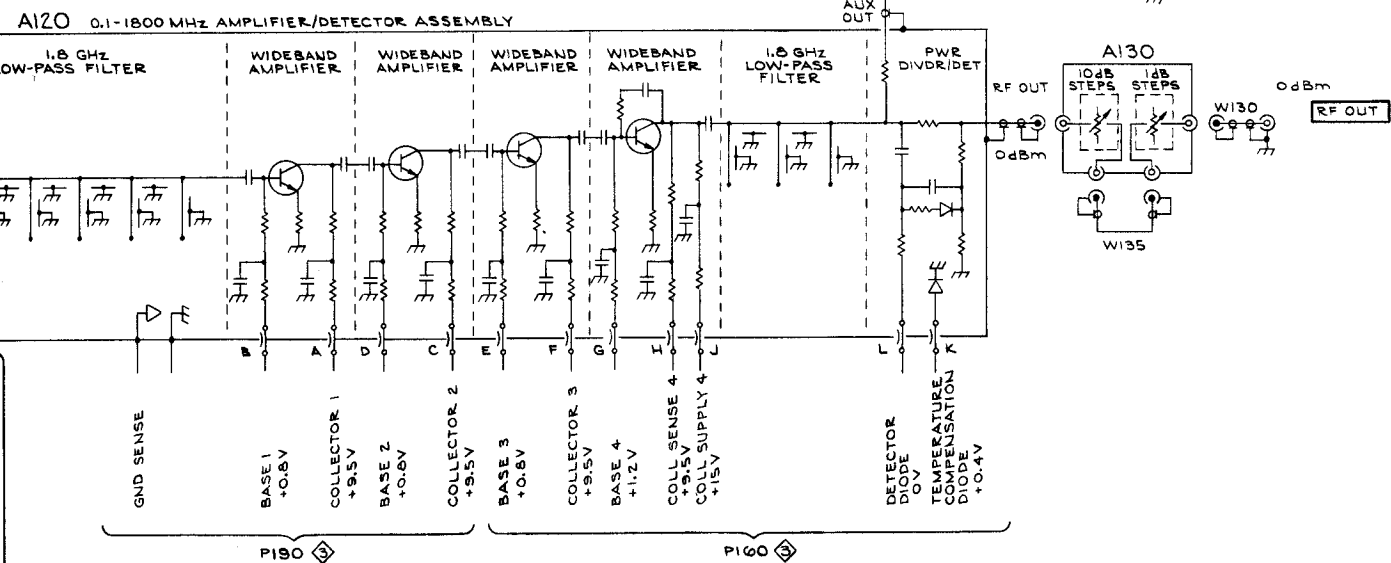 A120 0.1-1800 MHz AMPLIFIER/DETECTOR ASSEMBLY
AUX
OUT
1.8 GHz
LOW-PASS FILTER
WIDEBAND
AMPLIFIER
WIDEBAND
AMPLIFIER
WIDEBAND
AMPLIFIER
WIDEBAND
AMPLIFIER
1.8 GHz
LOW-PASS
FILTER
PWR
DIVDR/DET
RF OUT
0dBm
A130
10dB
STEPS
1dB
STEPS
W130
0dBm
RF OUT
W135
B
A
D
C
E
F
G
H
J
L
K
GND SENSE
BASE 1
+0.8V
COLLECTOR 1
+9.5V
BASE 2
+0.8V
COLLECTOR 2
+9.5V
BASE 3
+0.8V
COLLECTOR 3
+9.5V
BASE 4
+1.2V
COLL SENSE 4
+9.5V
COLL SUPPLY 4
+15V
DETECTOR
DIODE
0V
TEMPERATURE
COMPENSATION
DIODE
+0.4V
P190 3
P160 3